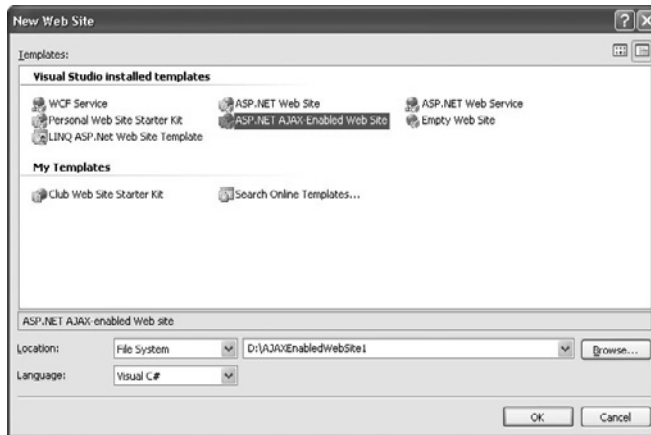 New Web Site
Templates:
Visual Studio installed templates
WCF Service ASP.NET Web Site ASP.NET Web Service
Personal Web Site Starter Kit ASP.NET AJAX-Enabled Web Site Empty Web Site
LINQ ASP.Net Web Site Template
My Templates
Club Web Site Starter Kit Search Online Templates...
ASP.NET AJAX-enabled Web site
Location: File System D:\AJAXEnabledWebSite1 Browse...
Language: Visual C#
OK Cancel